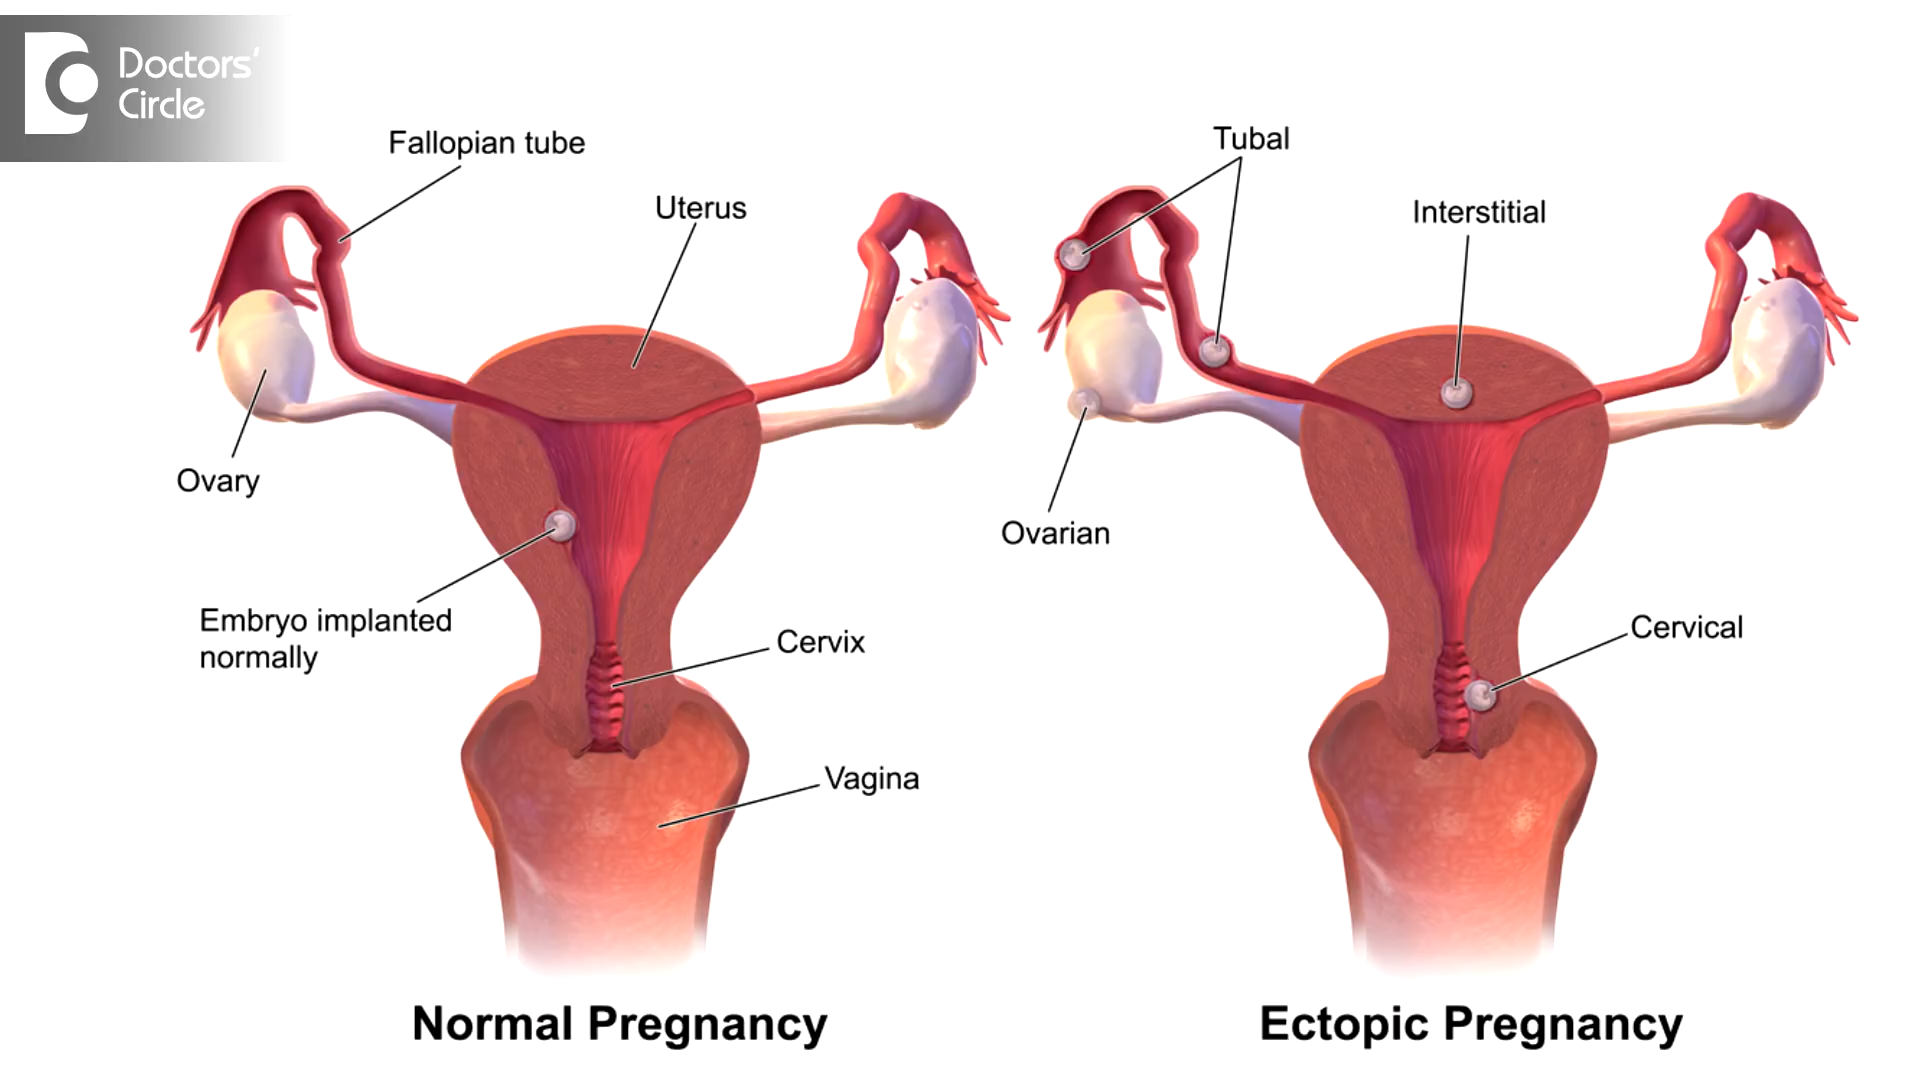 Doctors'
Circle
Fallopian tube
Uterus
Ovary
Embryo implanted
normally
Cervix
Vagina
Normal Pregnancy
Tubal
Interstitial
Ovarian
Cervical
Ectopic Pregnancy